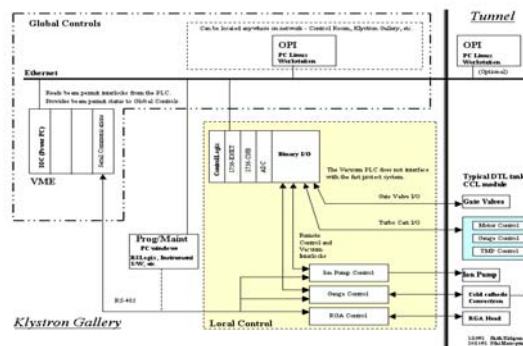 Global Controls
Can be located anywhere on network - Control Room, Klystron Gallery, etc.
OPI
PC Linux
Workstation
Tunnel
OPI
PC Linux
Workstation
(Optional)
Ethernet
Reads beam permit interlocks from the PLC.
Provides beam permit status to Global Controls
IOC (Power PC)
Serial Communications
VME
ControlLogix
ADC
Binary I/O
The Vacuum PLC does not interface
with the fast protect system.
Gate Valve I/O
Turbo Cart I/O
Typical DTL tank
CCL module
Gate Valves
Motor Control
Gauge Control
TMP Control
Remote
Control and
Vacuum
Interlocks
Prog/Maint
PC windows
RSLogix, Instrument
S/W, etc
RS-485
Ion Pump Control
Gauge Control
RGA Control
Ion Pump
Cold cathode
Convectron
RGA Head
Klystron Gallery
Local Control